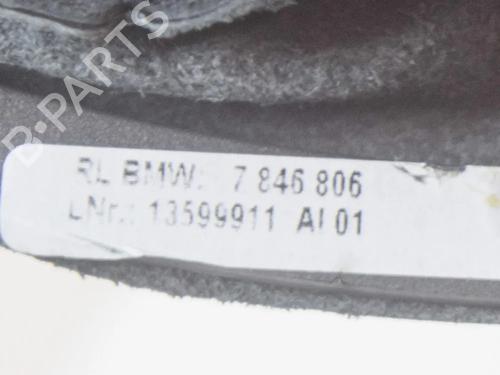 B-PARTS
RL BMW: 7 846 806
LNr.: 13599911 AI 01